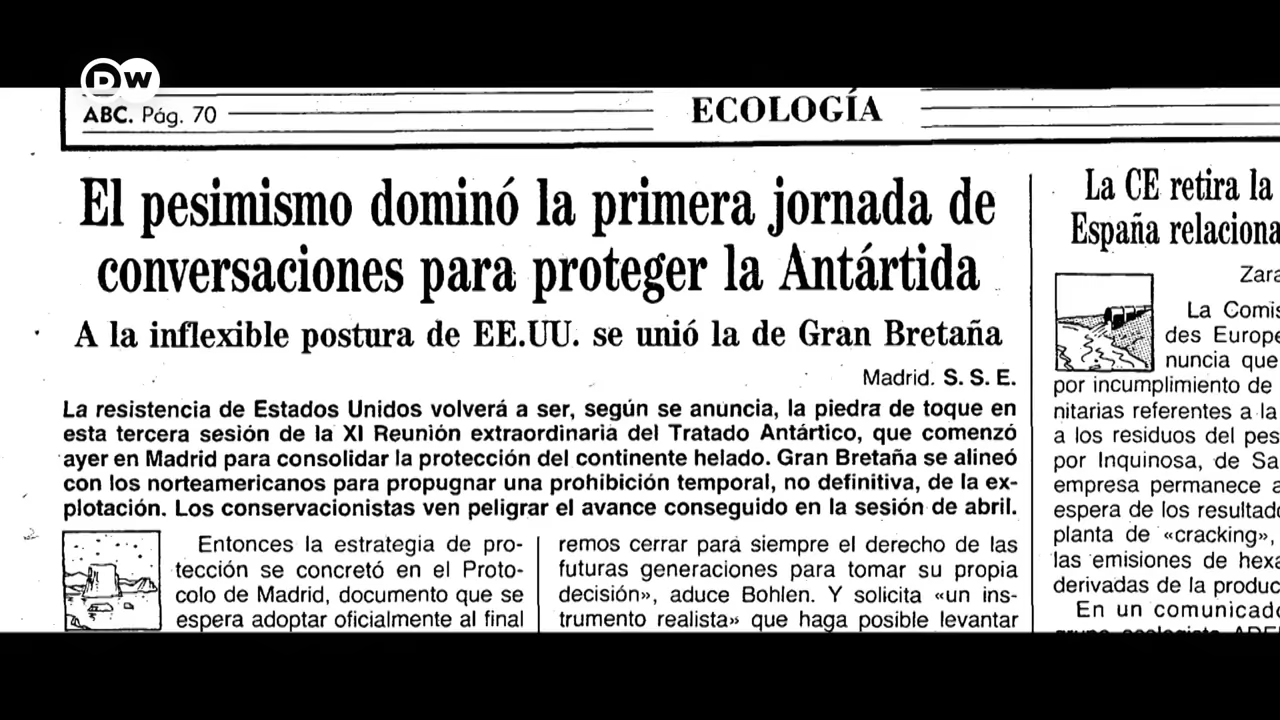 DW
ABC. Pág. 70
ECOLOGÍA
El pesimismo dominó la primera jornada de
conversaciones para proteger la Antártida
A la inflexible postura de EE.UU. se unió la de Gran Bretaña
Madrid. S. S. E.
La resistencia de Estados Unidos volverá a ser, según se anuncia, la piedra de toque en
esta tercera sesión de la XI Reunión extraordinaria del Tratado Antártico, que comenzó
ayer en Madrid para consolidar la protección del continente helado. Gran Bretaña se alineó
con los norteamericanos para propugnar una prohibición temporal, no definitiva, de la ex-
plotación. Los conservacionistas ven peligrar el avance conseguido en la sesión de abril.
Entonces la estrategia de pro-
tección se concretó en el Proto-
colo de Madrid, documento que se
espera adoptar oficialmente al final
remos cerrar para siempre el derecho de las
futuras generaciones para tomar su propia
decisión», aduce Bohlen. Y solicita «un ins-
trumento realista» que haga posible levantar
La CE retira la
España relaciona
Zara
La Comis
des Europe
nuncia que
por incumplimiento de
nitarias referentes a la
a los residuos del pes
por Inquinosa, de Sa
empresa permanece a
espera de los resultado
planta de «cracking»,
las emisiones de hexa
derivadas de la produc
En un comunicado